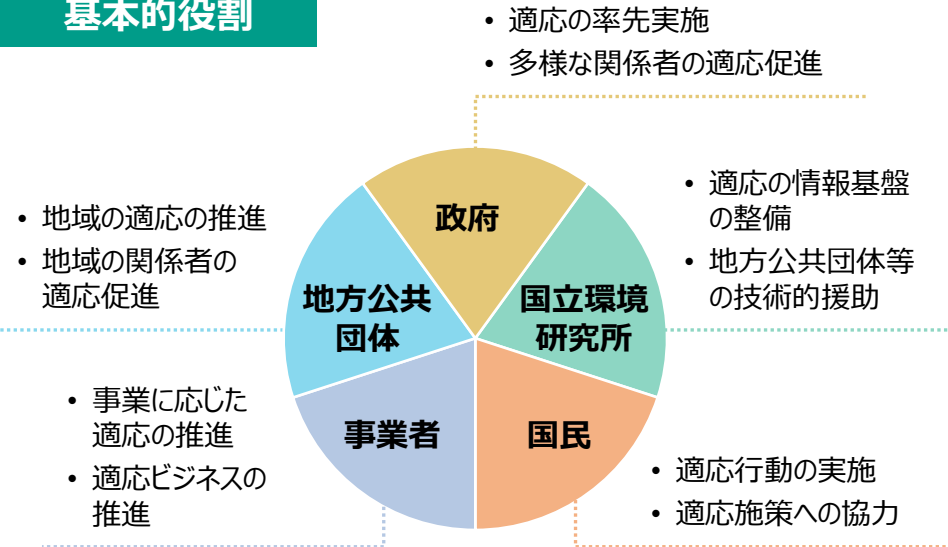 基本的役割
• 適応の率先実施
• 多様な関係者の適応促進
政府
• 適応の情報基盤
の整備
• 地方公共団体等
の技術的援助
国立環境
研究所
• 地域の適応の推進
• 地域の関係者の
適応促進
地方公共
団体
• 事業に応じた
適応の推進
• 適応ビジネスの
推進
事業者
国民
• 適応行動の実施
• 適応施策への協力